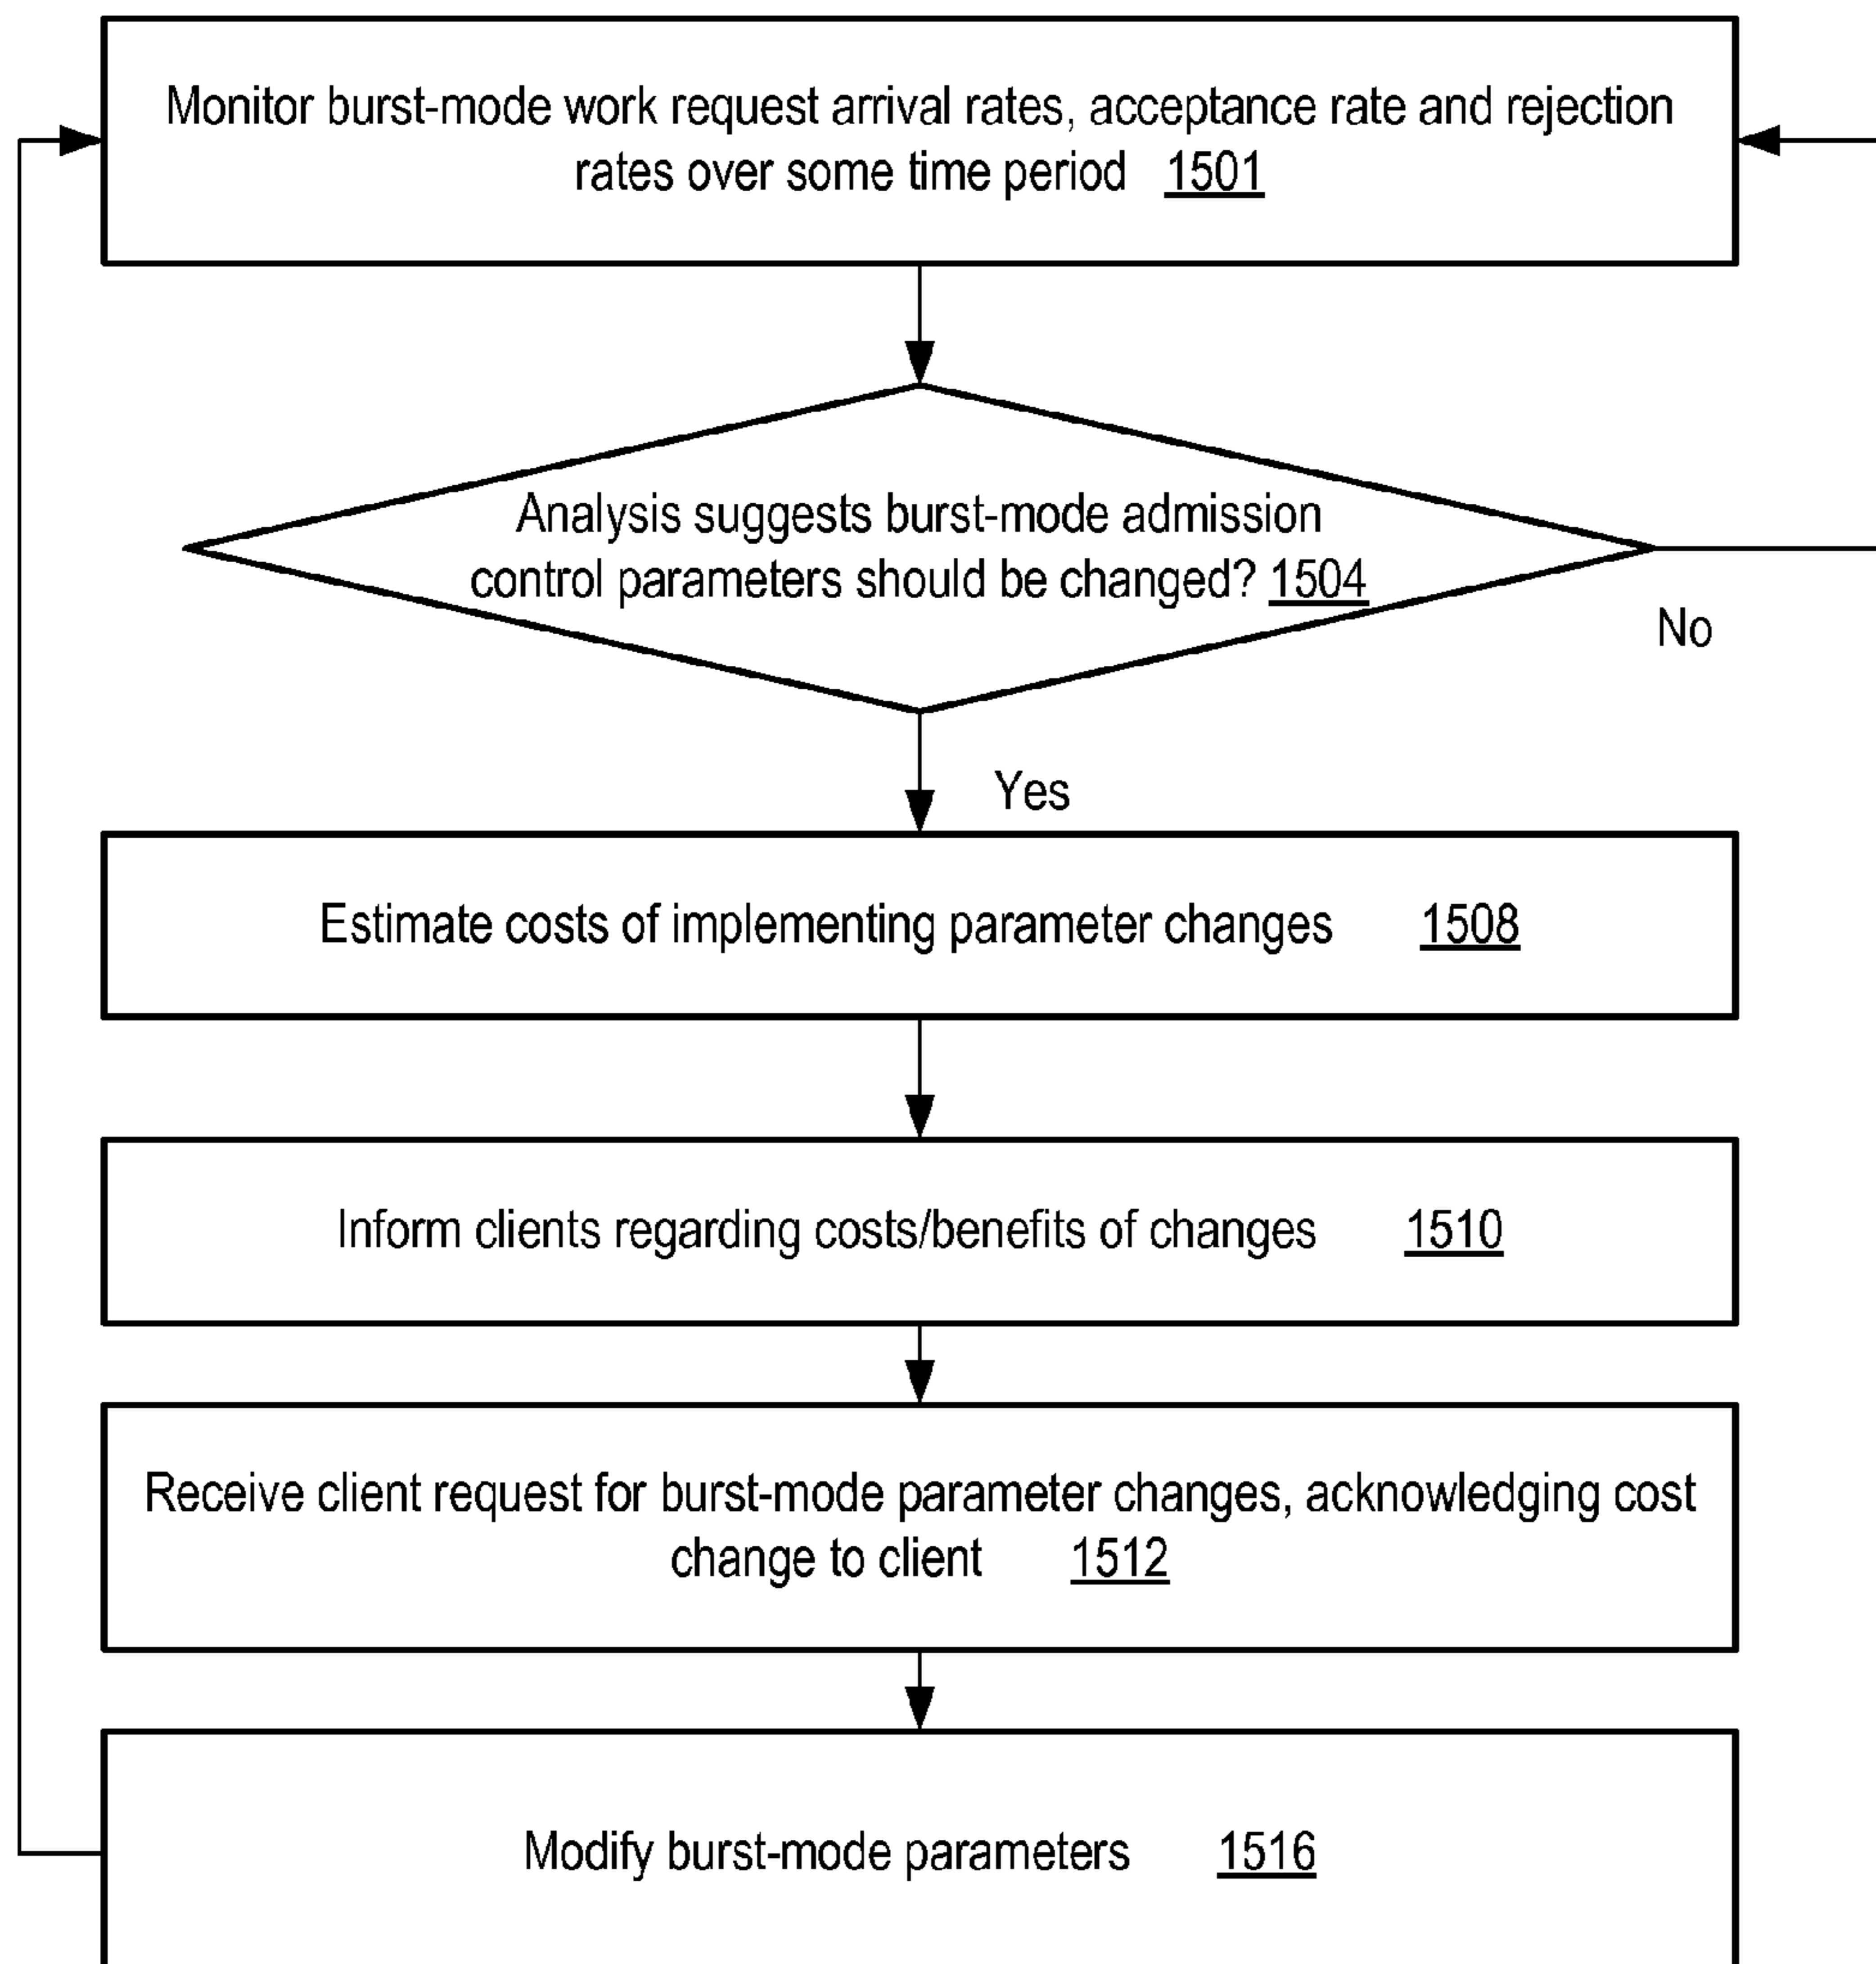 Monitor burst-mode work request arrival rates, acceptance rate and rejection
rates over some time period 1501
Analysis suggests burst-mode admission
control parameters should be changed? 1504
No
Yes
Estimate costs of implementing parameter changes 1508
Inform clients regarding costs/benefits of changes 1510
Receive client request for burst-mode parameter changes, acknowledging cost
change to client 1512
Modify burst-mode parameters 1516